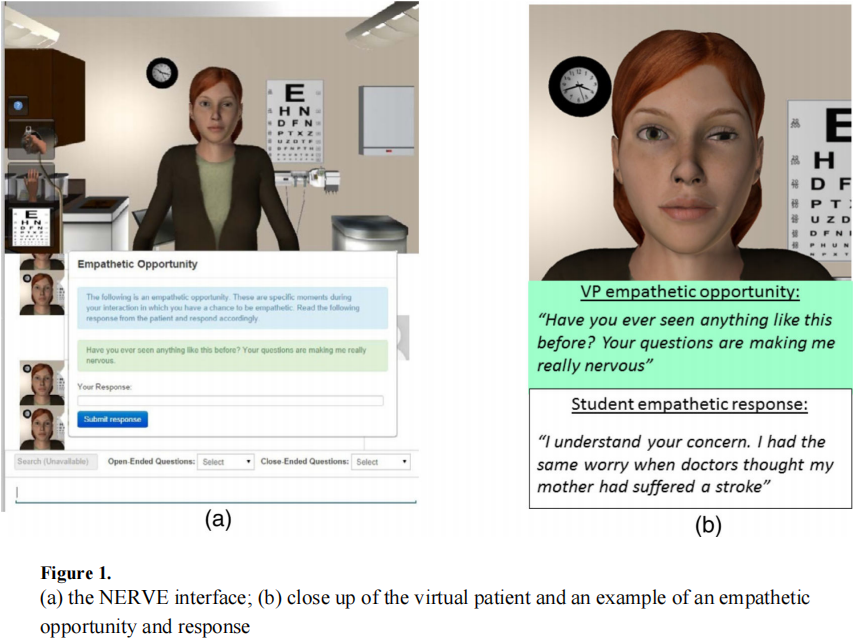 E
H N
D F N
P T X Z
U Z D T F
D F N P T H
E
H N
D F N
Empathetic Opportunity
The following is an empathetic opportunity. These are specific moments during
your interaction in which you have a chance to be empathetic. Read the following
response from the patient and respond accordingly.
Have you ever seen anything like this before? Your questions are making me really
nervous.
Your Response:
Submit response
Search (Unavailable) Open-Ended Questions: Select Close-Ended Questions: Select
(a)
E
H
D F
P T
U Z D
D F N
P H U N
VP empathetic opportunity:
“Have you ever seen anything like this
before? Your questions are making me
really nervous”
Student empathetic response:
“I understand your concern. I had the
same worry when doctors thought my
mother had suffered a stroke”
(b)
Figure 1.
(a) the NERVE interface; (b) close up of the virtual patient and an example of an empathetic
opportunity and response